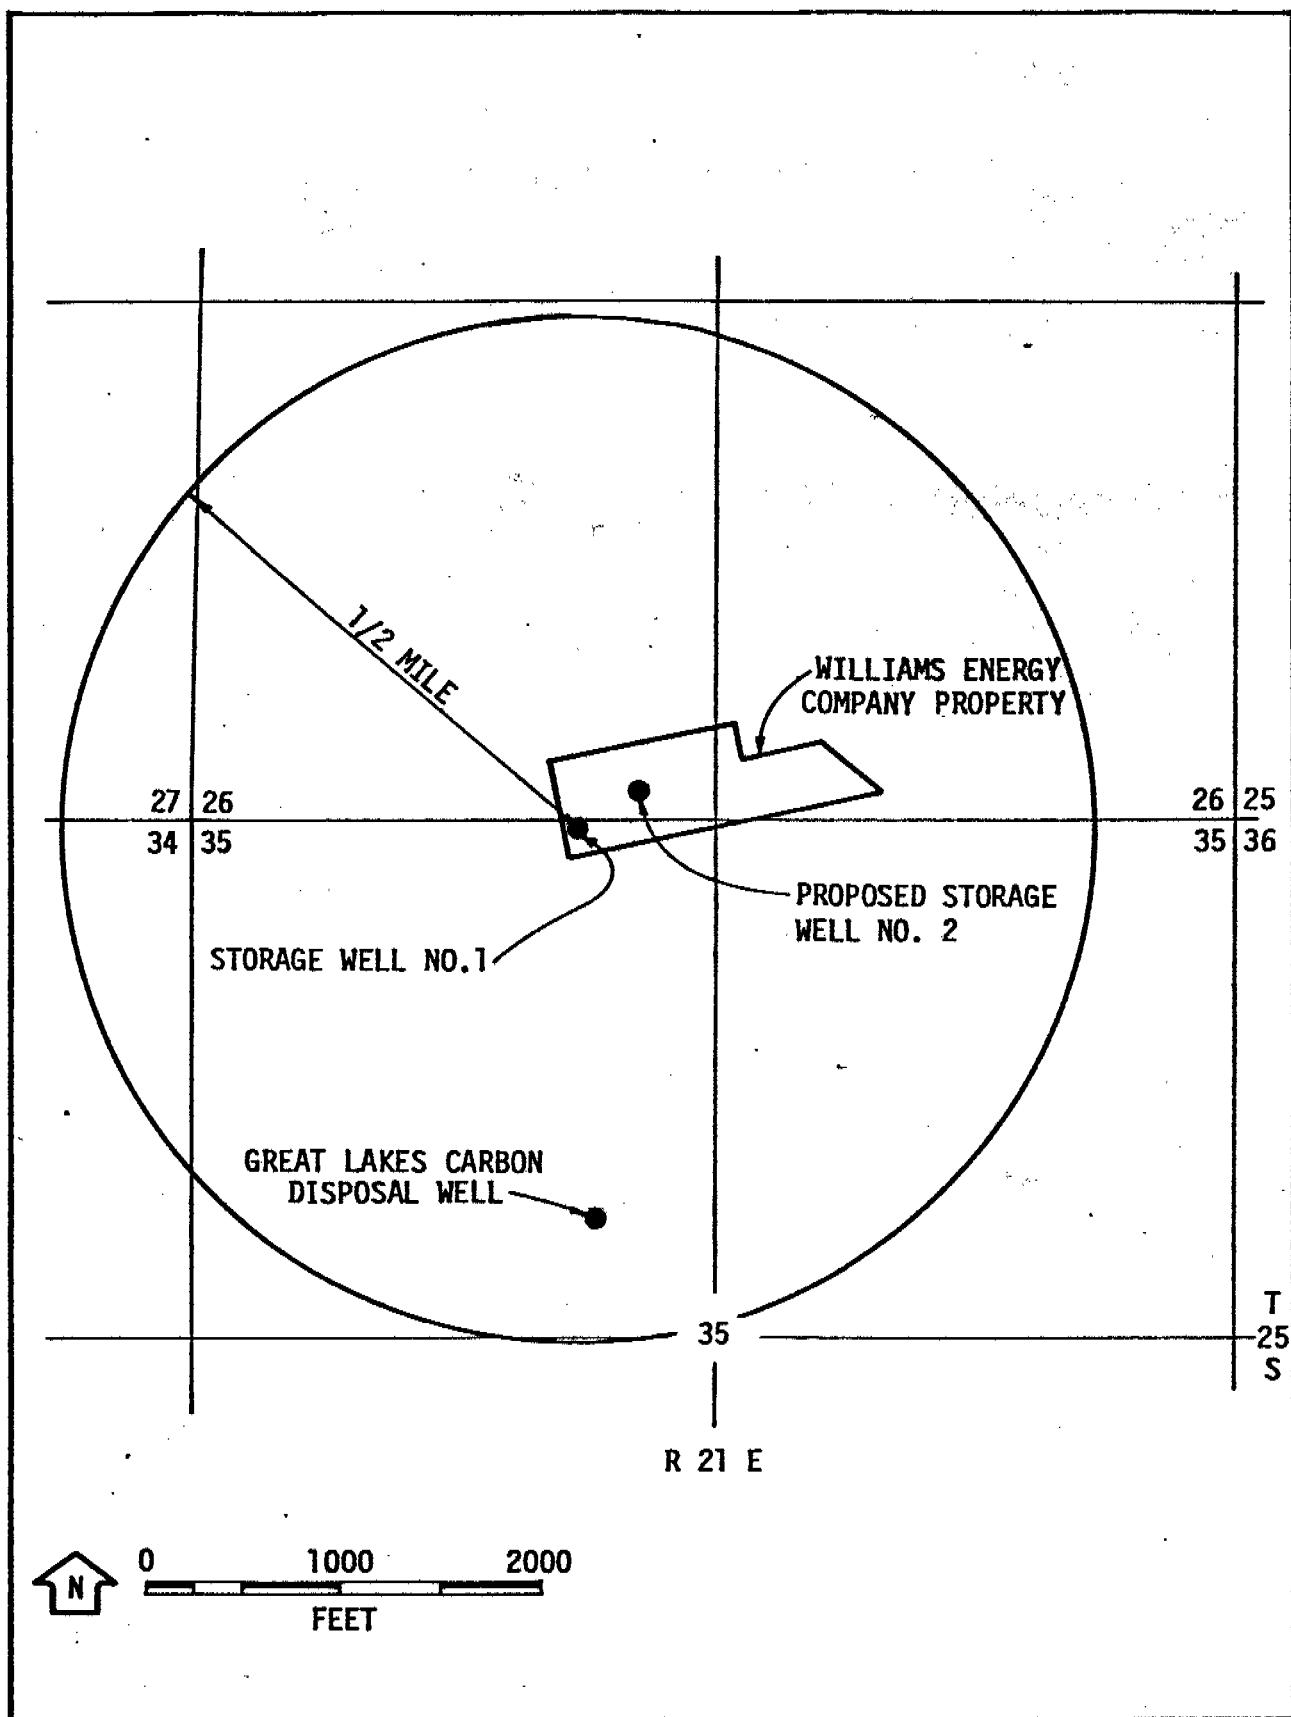 1/2 MILE
WILLIAMS ENERGY
COMPANY PROPERTY
27 26
34 35
26 25
35 36
PROPOSED STORAGE
WELL NO. 2
STORAGE WELL NO.1
GREAT LAKES CARBON
DISPOSAL WELL
35
T
25
S
R 21 E
N
0 1000 2000
FEET